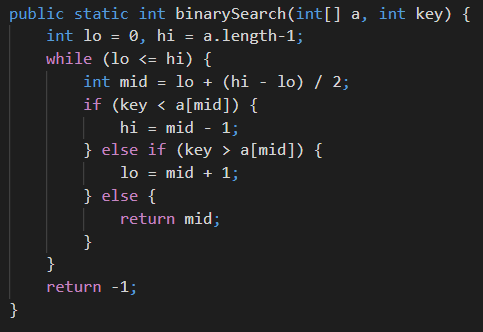 public static int binarySearch(int[] a, int key) {
    int lo = 0, hi = a.length-1;
    while (lo <= hi) {
        int mid = lo + (hi - lo) / 2;
        if (key < a[mid]) {
            hi = mid - 1;
        } else if (key > a[mid]) {
            lo = mid + 1;
        } else {
            return mid;
        }
    }
    return -1;
}